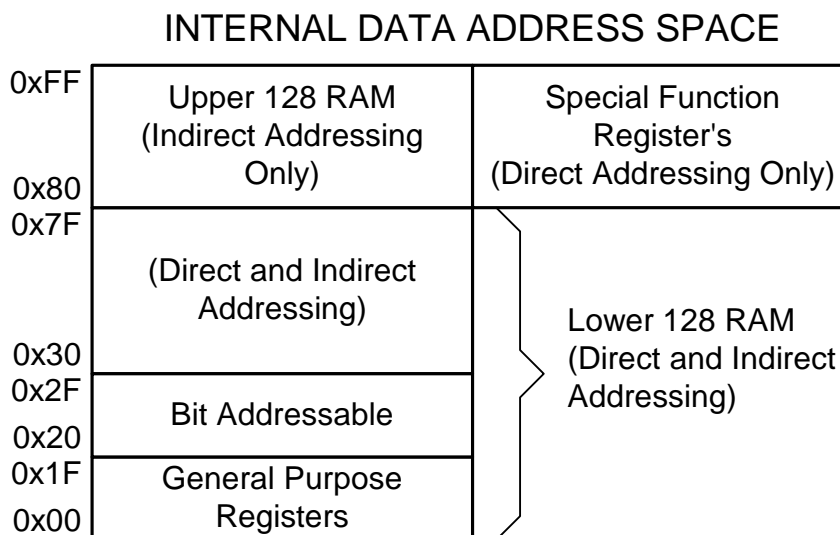 INTERNAL DATA ADDRESS SPACE
0xFF
Upper 128 RAM
(Indirect Addressing
Only)
0x80
Special Function
Register's
(Direct Addressing Only)
0x7F
(Direct and Indirect
Addressing)
0x30
0x2F
Bit Addressable
0x20
0x1F
General Purpose
Registers
0x00
Lower 128 RAM
(Direct and Indirect
Addressing)